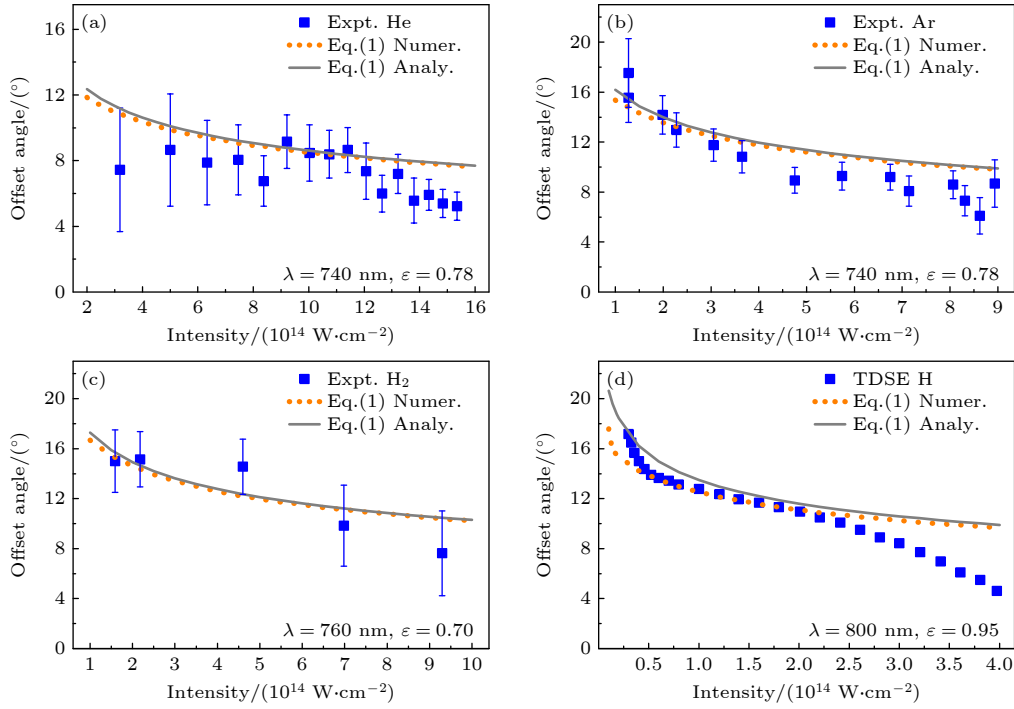 (a)
Expt. He
Eq.(1) Numer.
Eq.(1) Analy.
Offset angle/(°)
16
12
8
4
0
λ = 740 nm, ε = 0.78
2 4 6 8 10 12 14 16
Intensity/(10¹⁴ W·cm⁻²)
(b)
Expt. Ar
Eq.(1) Numer.
Eq.(1) Analy.
Offset angle/(°)
20
16
12
8
4
0
λ = 740 nm, ε = 0.78
1 2 3 4 5 6 7 8 9
Intensity/(10¹⁴ W·cm⁻²)
(c)
Expt. H₂
Eq.(1) Numer.
Eq.(1) Analy.
Offset angle/(°)
20
16
12
8
4
0
λ = 760 nm, ε = 0.70
1 2 3 4 5 6 7 8 9 10
Intensity/(10¹⁴ W·cm⁻²)
(d)
TDSE H
Eq.(1) Numer.
Eq.(1) Analy.
Offset angle/(°)
20
16
12
8
4
0
λ = 800 nm, ε = 0.95
0.5 1.0 1.5 2.0 2.5 3.0 3.5 4.0
Intensity/(10¹⁴ W·cm⁻²)